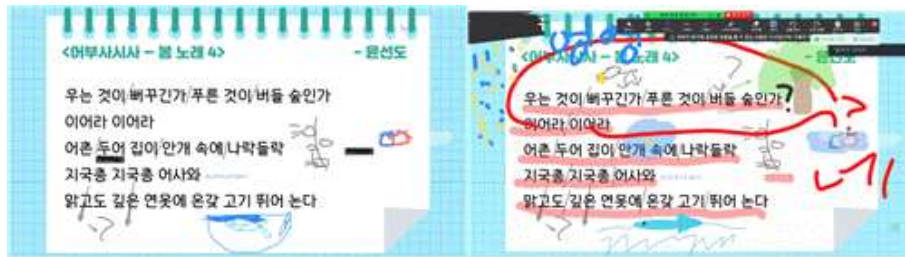 <어부사시사 – 봄 노래 4> - 윤선도
우는 것이 뻐꾸긴가 푸른 것이 버들 숲인가
이어라 이어라
어촌 두어 집이 안개 속에 나락들락
지국총 지국총 어사와
맑고도 깊은 연못에 온갖 고기 뛰어 논다
<어부사시사 – 봄 노래 4> - 윤선도
우는 것이 뻐꾸긴가 푸른 것이 버들 숲인가?
이어라 이어라
어촌 두어 집이 안개 속에 나락들락
지국총 지국총 어사와
맑고도 깊은 연못에 온갖 고기 뛰어 논다